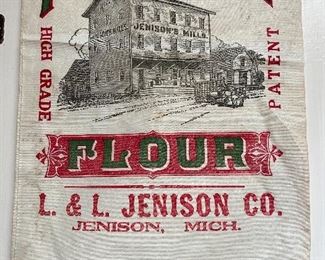 JENISON'S MILLS
HIGH GRADE
PATENT
FLOUR
L. & L. JENISON CO.
JENISON, MICH.